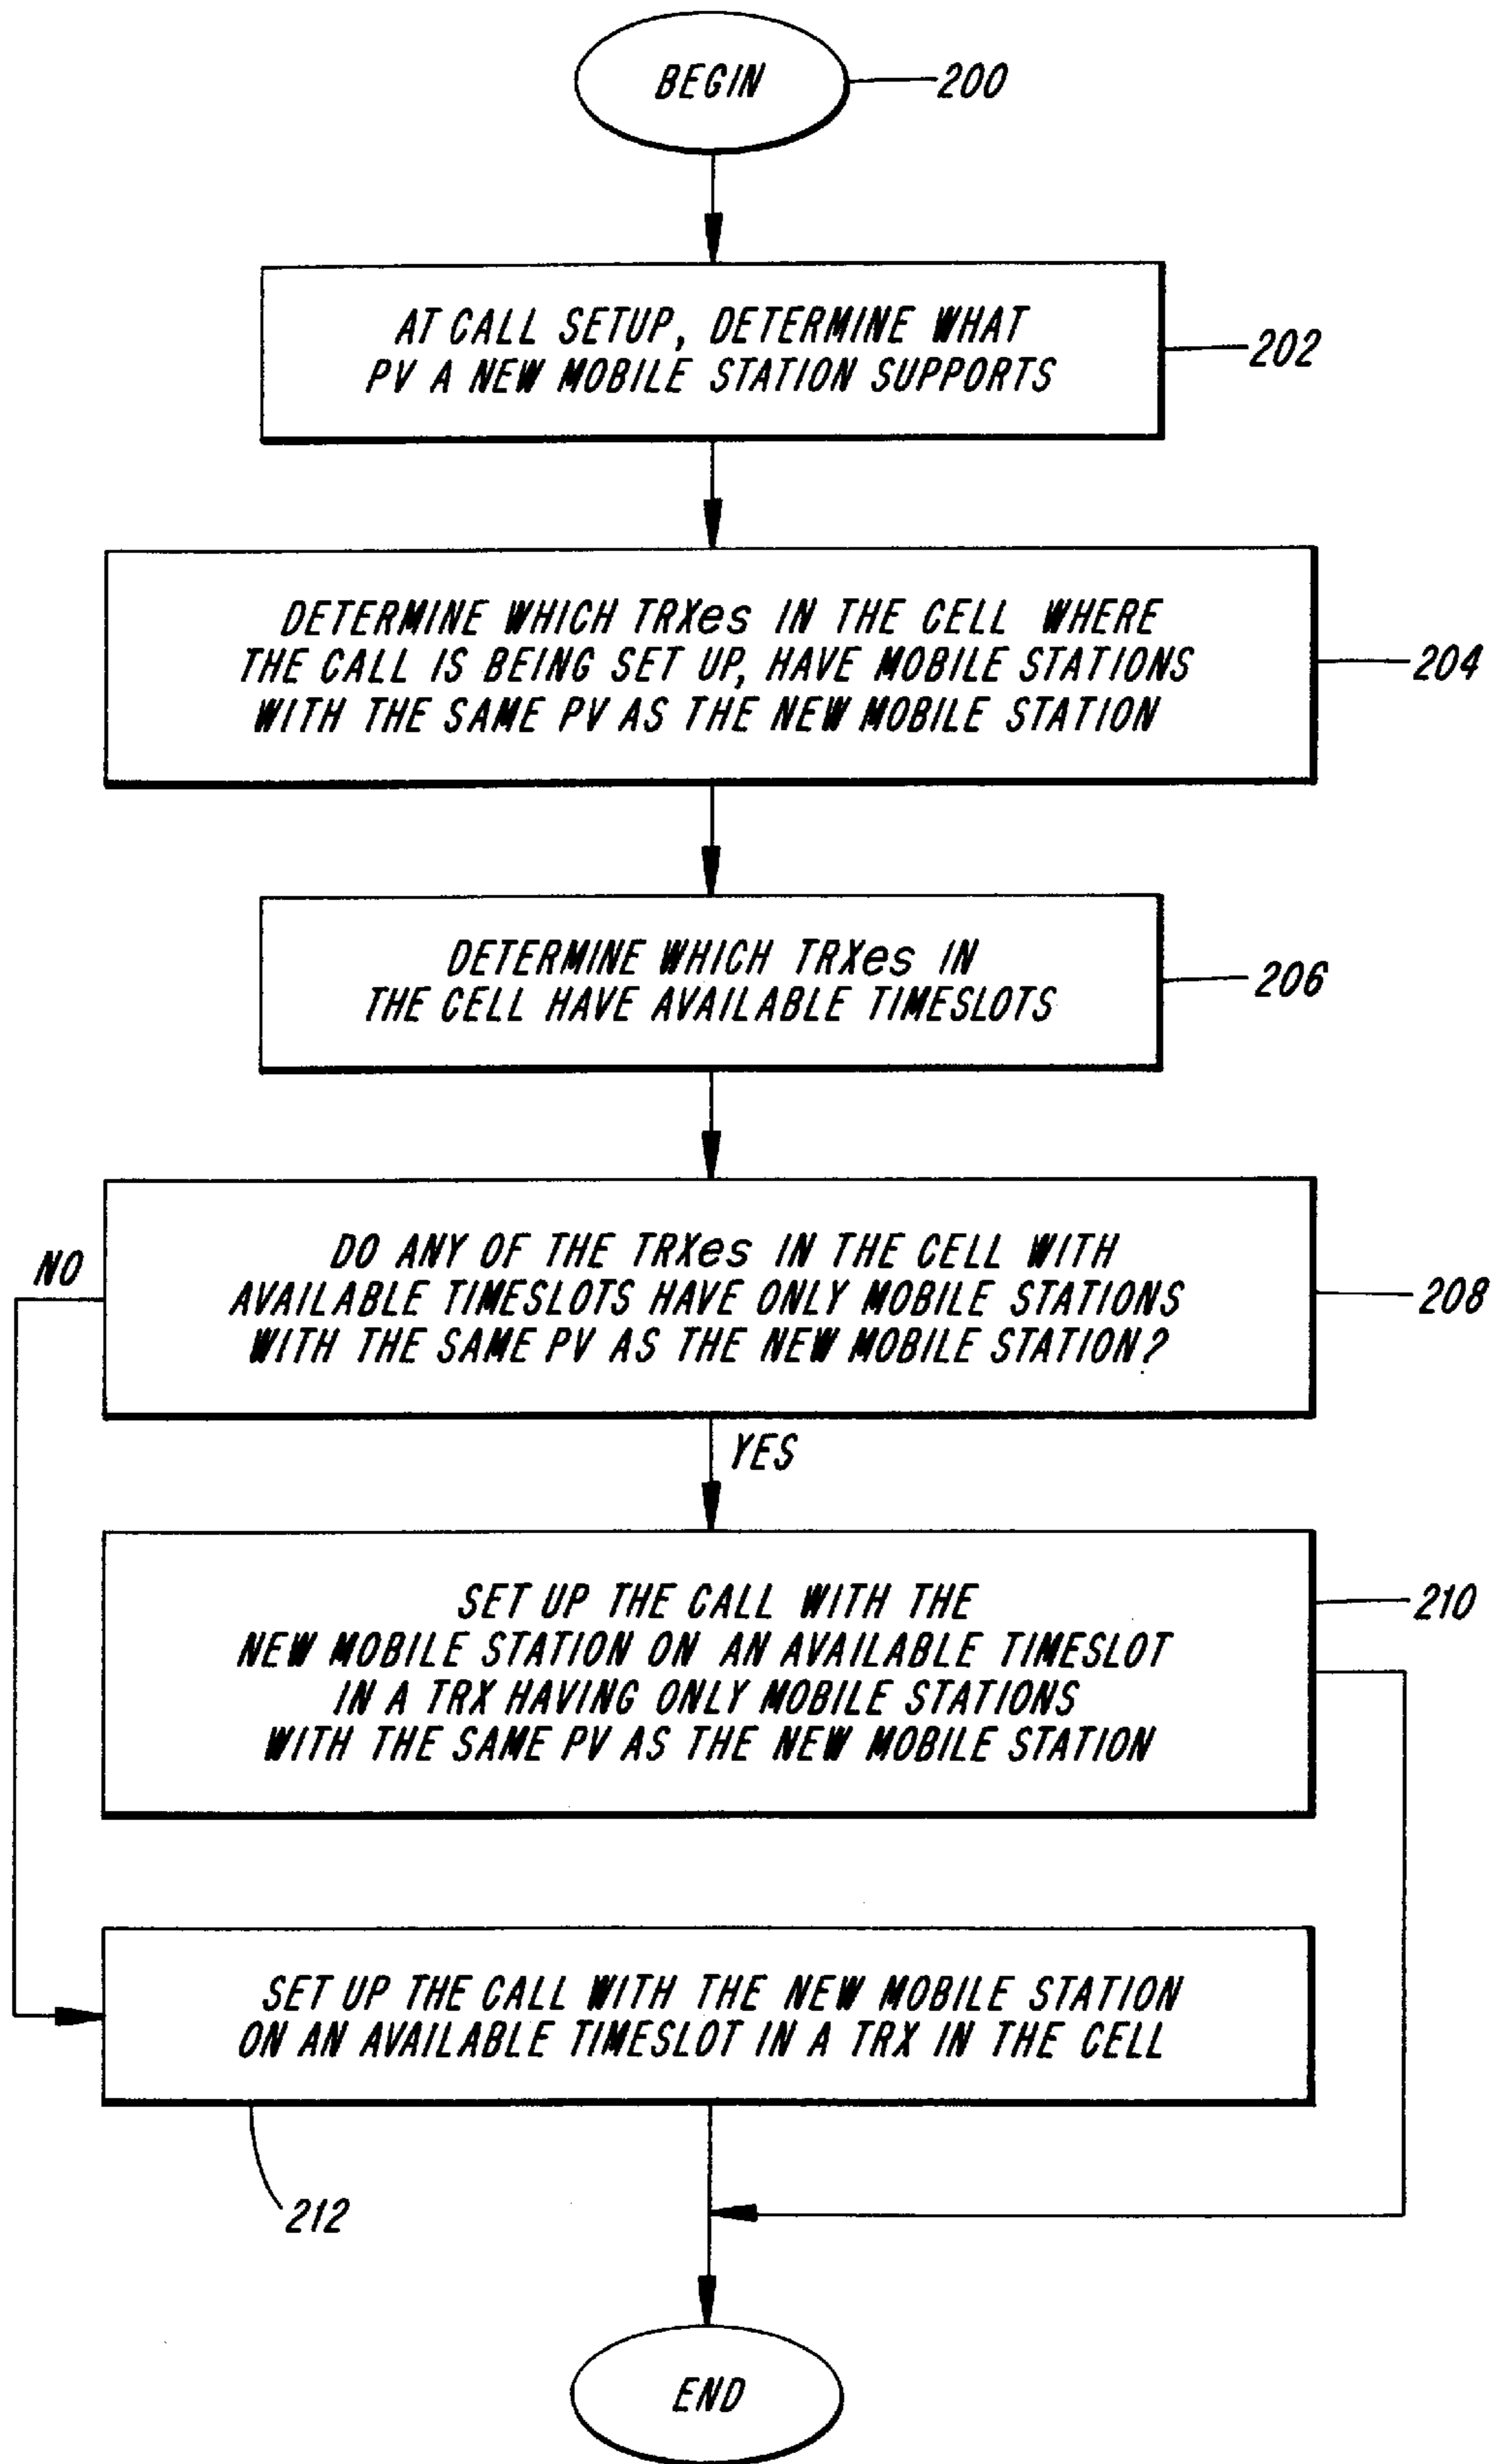 BEGIN
200
AT CALL SETUP, DETERMINE WHAT
PV A NEW MOBILE STATION SUPPORTS
202
DETERMINE WHICH TRXes IN THE CELL WHERE
THE CALL IS BEING SET UP, HAVE MOBILE STATIONS
WITH THE SAME PV AS THE NEW MOBILE STATION
204
DETERMINE WHICH TRXes IN
THE CELL HAVE AVAILABLE TIMESLOTS
206
NO
DO ANY OF THE TRXes IN THE CELL WITH
AVAILABLE TIMESLOTS HAVE ONLY MOBILE STATIONS
WITH THE SAME PV AS THE NEW MOBILE STATION?
208
YES
SET UP THE CALL WITH THE
NEW MOBILE STATION ON AN AVAILABLE TIMESLOT
IN A TRX HAVING ONLY MOBILE STATIONS
WITH THE SAME PV AS THE NEW MOBILE STATION
210
SET UP THE CALL WITH THE NEW MOBILE STATION
ON AN AVAILABLE TIMESLOT IN A TRX IN THE CELL
212
END